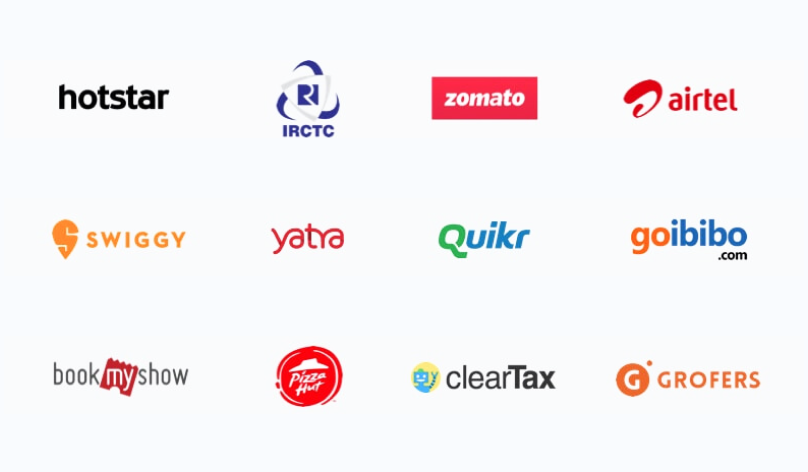 hotstar
IRCTC
zomato
airtel
SWIGGY
yatra
Quikr
goibibo
.com
bookmyshow
Pizza
Hut
clearTax
G GROFERS